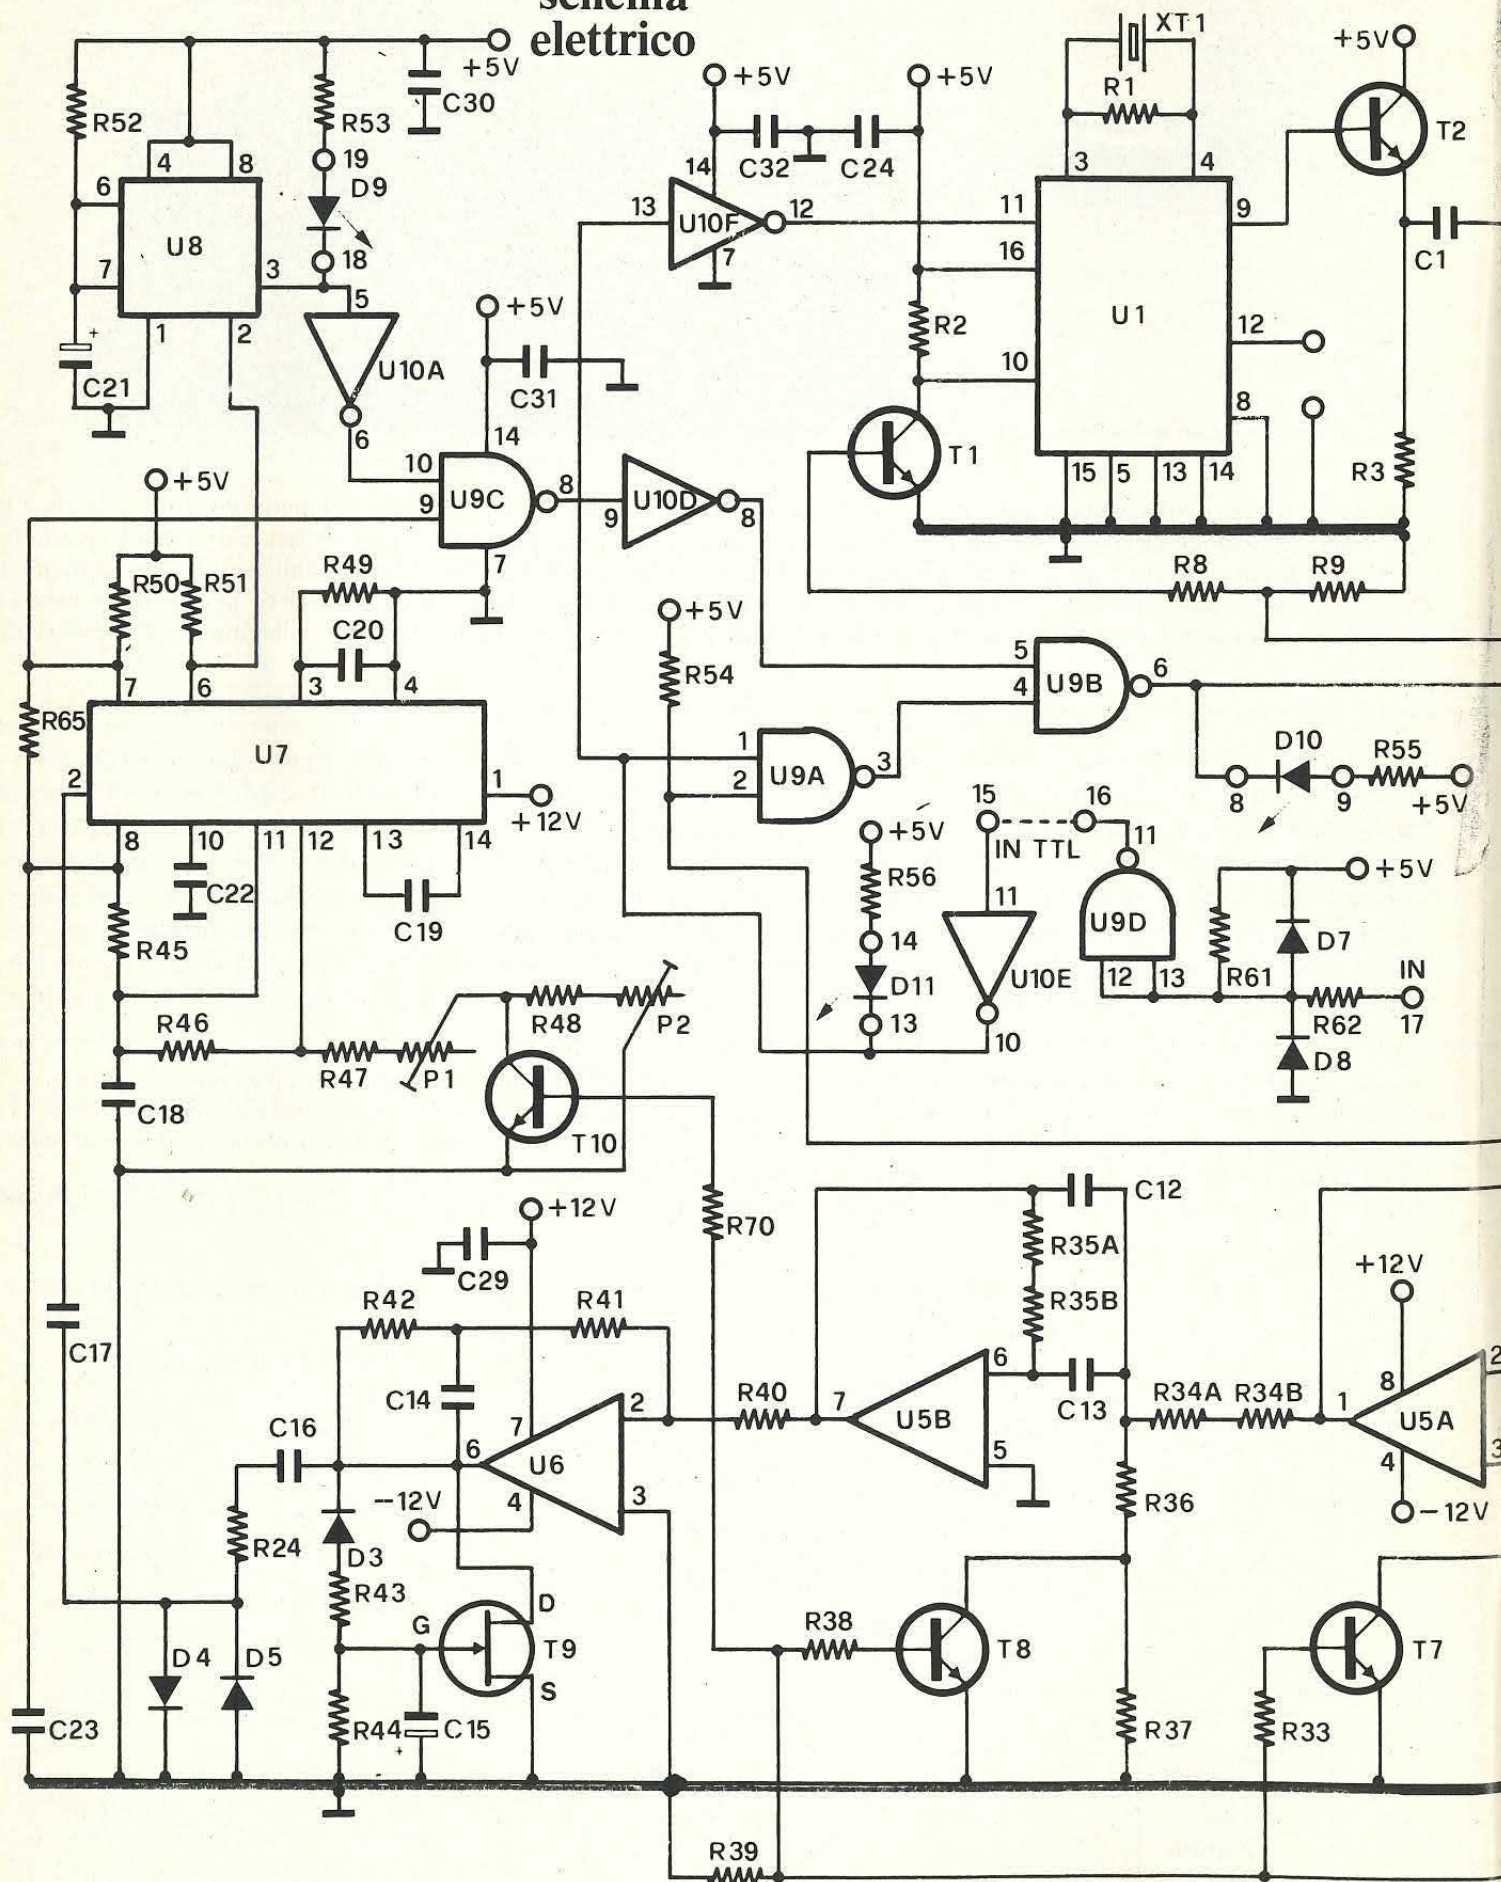 schema
elettrico
XT1
+5V
+5V
R1
C30
+5V
+5V
R52
R53
T2
4
8
19
14
C32
C24
3
4
6
D9
13
U10F
12
11
9
U8
16
7
C1
7
3
18
5
+5V
U1
R2
12
1
2
U10A
10
C21
C31
8
6
14
10
T1
15
5
13
14
R3
+5V
9
U9C
8
9
U10D
8
7
R50
R51
R49
R8
R9
C20
+5V
5
6
R54
4
U9B
7
6
3
4
R65
U7
1
3
D10
R55
2
1
2
U9A
15
16
8
9
+5V
+12V
+5V
IN TTL
11
8
10
11
12
13
14
R56
+5V
C22
11
U9D
C19
14
D7
R45
U10E
12
13
R61
IN
D11
R46
R48
P2
13
10
R62
17
R47
P1
D8
C18
T10
C12
+12V
R70
R35A
C29
+12V
R42
R41
R35B
C17
6
2
C14
R40
7
8
C16
7
2
U5B
C13
R34A
R34B
1
U5A
6
U6
5
4
3
-12V
4
3
R36
-12V
R24
D3
R43
D
G
R38
T9
T8
T7
D4
D5
S
C23
R44
C15
+
R37
R33
R39